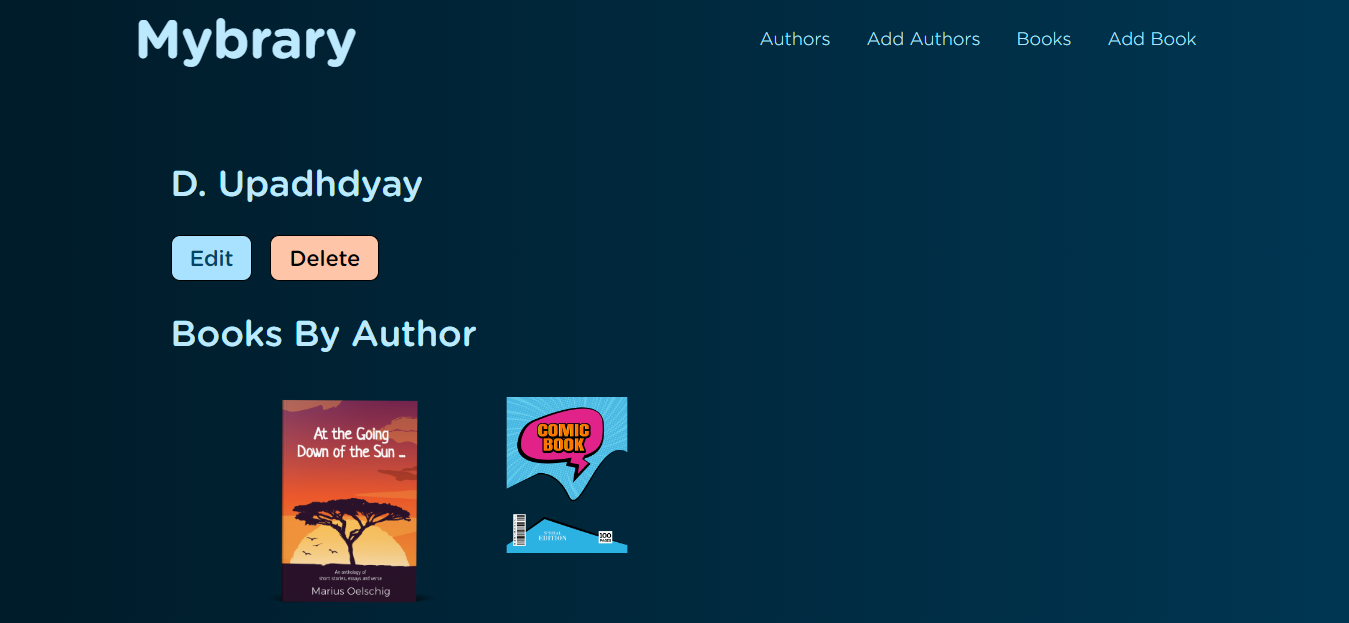 Mybrary
Authors Add Authors Books Add Book
D. Upadhdyay
Edit Delete
Books By Author
At the Going
Down of the Sun ...
An anthology of
short stories, essays and verse
Marius Oelschig
COMIC
BOOK
EDITION
100
PAGES